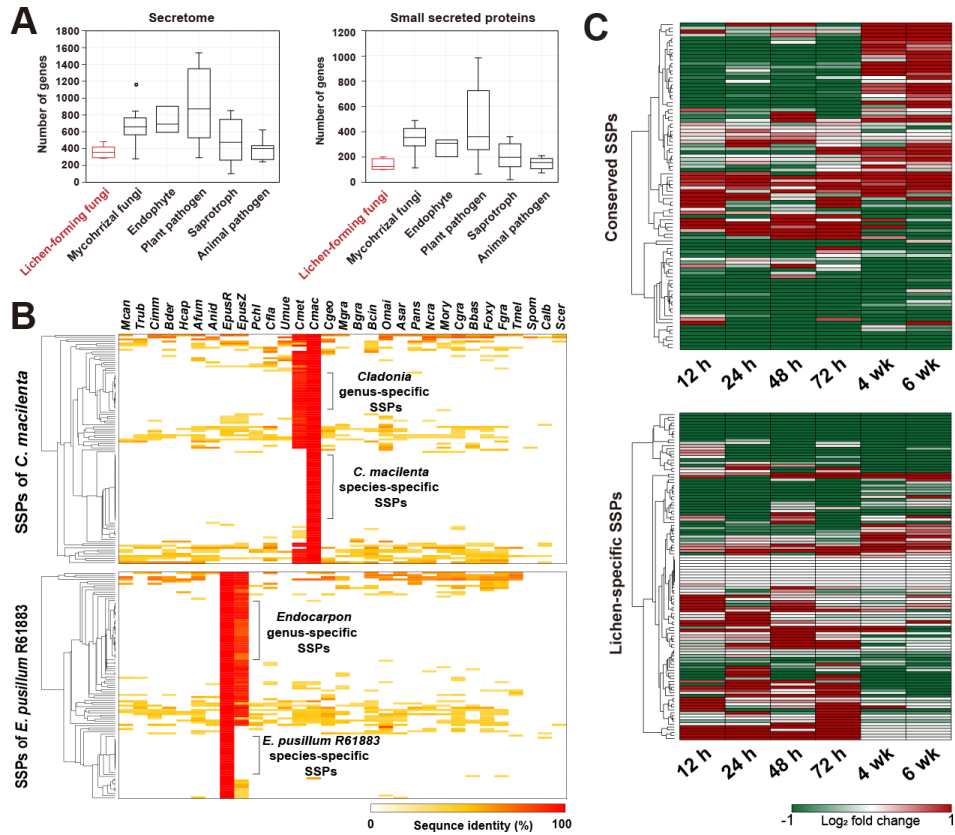 A
Secretome
Number of genes
1800
1600
1400
1200
1000
800
600
400
200
0
Lichen-forming fungi
Mycohrrizal fungi
Endophyte
Plant pathogen
Saprotroph
Animal pathogen
Small secreted proteins
Number of genes
1200
1000
800
600
400
200
0
Lichen-forming fungi
Mycohrrizal fungi
Endophyte
Plant pathogen
Saprotroph
Animal pathogen
B
Mcan
Trub
Cimm
Bder
Hcap
Afum
Anid
EpusR
EpusZ
Pchl
Cfla
Umue
Cmet
Cmac
Cgeo
Mgra
Bgra
Bcin
Omai
Asar
Pans
Ncra
Mory
Cgra
Bbas
Foxy
Fgra
Tmel
Spom
Calb
Scer
SSPs of C. macilenta
Cladonia
genus-specific
SSPs
C. macilenta
species-specific
SSPs
SSPs of E. pusillum R61883
Endocarpon
genus-specific
SSPs
E. pusillum R61883
species-specific
SSPs
0
100
Sequnce identity (%)
C
Conserved SSPs
12 h
24 h
48 h
72 h
4 wk
6 wk
Lichen-specific SSPs
12 h
24 h
48 h
72 h
4 wk
6 wk
-1
1
Log₂ fold change